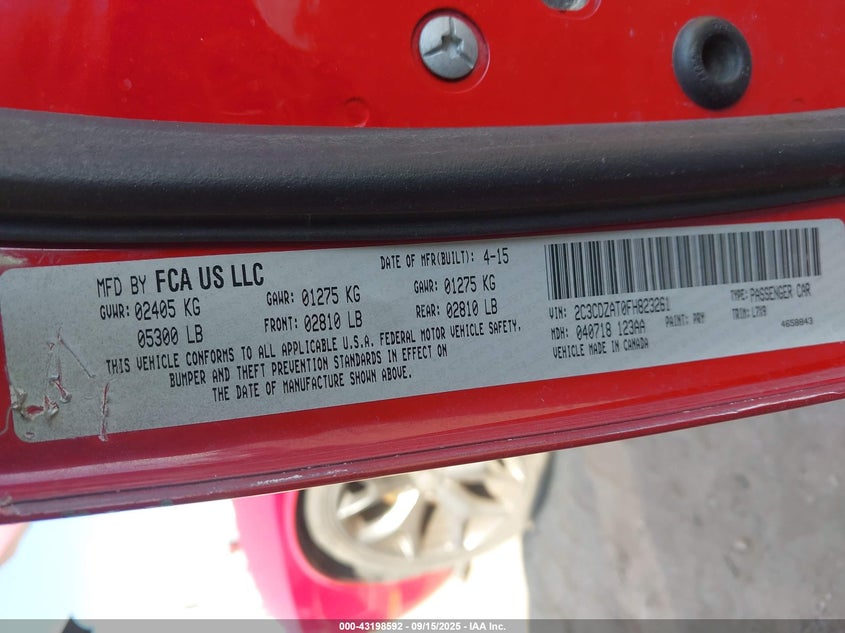 MFD BY FCA US LLC
DATE OF MFR(BUILT): 4-15
GVWR: 02405 KG
GAWR: 01275 KG
GAWR: 01275 KG
05300 LB
FRONT: 02810 LB
REAR: 02810 LB
THIS VEHICLE CONFORMS TO ALL APPLICABLE U.S.A. FEDERAL MOTOR VEHICLE SAFETY,
BUMPER AND THEFT PREVENTION STANDARDS IN EFFECT ON
THE DATE OF MANUFACTURE SHOWN ABOVE.
VIN: 2C3CDZAT0FH823261
TYPE: PASSENGER CAR
MDH: 040718 123AA
PAINT: PRM
TRIM: L7X9
VEHICLE MADE IN CANADA
4658843
000-43198592 - 09/15/2025 - IAA Inc.